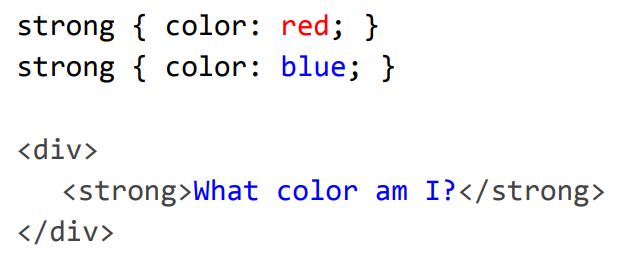 strong { color: red; }
strong { color: blue; }
<div>
<strong>What color am I?</strong>
</div>